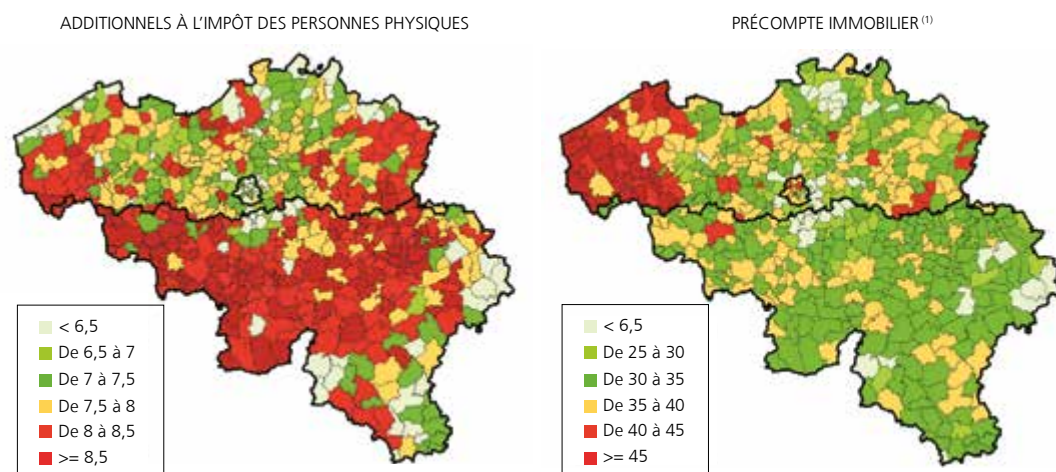 ADDITIONNELS À L’IMPÔT DES PERSONNES PHYSIQUES
PRÉCOMPTE IMMOBILIER (1)
< 6,5
De 6,5 à 7
De 7 à 7,5
De 7,5 à 8
De 8 à 8,5
>= 8,5
< 6,5
De 25 à 30
De 30 à 35
De 35 à 40
De 40 à 45
>= 45